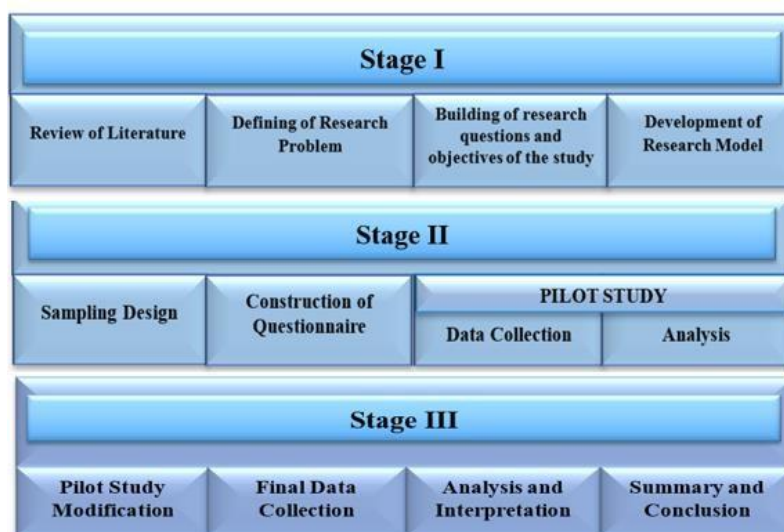 Stage I
Review of Literature
Defining of Research
Problem
Building of research
questions and
objectives of the study
Development of
Research Model
Stage II
Sampling Design
Construction of
Questionnaire
PILOT STUDY
Data Collection
Analysis
Stage III
Pilot Study
Modification
Final Data
Collection
Analysis and
Interpretation
Summary and
Conclusion